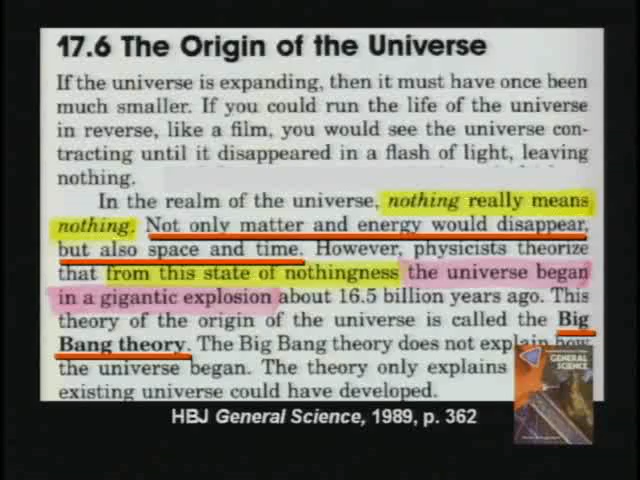 17.6 The Origin of the Universe
If the universe is expanding, then it must have once been
much smaller. If you could run the life of the universe
in reverse, like a film, you would see the universe con-
tracting until it disappeared in a flash of light, leaving
nothing.
In the realm of the universe, nothing really means
nothing. Not only matter and energy would disappear,
but also space and time. However, physicists theorize
that from this state of nothingness the universe began
in a gigantic explosion about 16.5 billion years ago. This
theory of the origin of the universe is called the Big
Bang theory. The Big Bang theory does not explain how
the universe began. The theory only explains
existing universe could have developed.
GENERAL
SCIENCE
HBJ General Science, 1989, p. 362